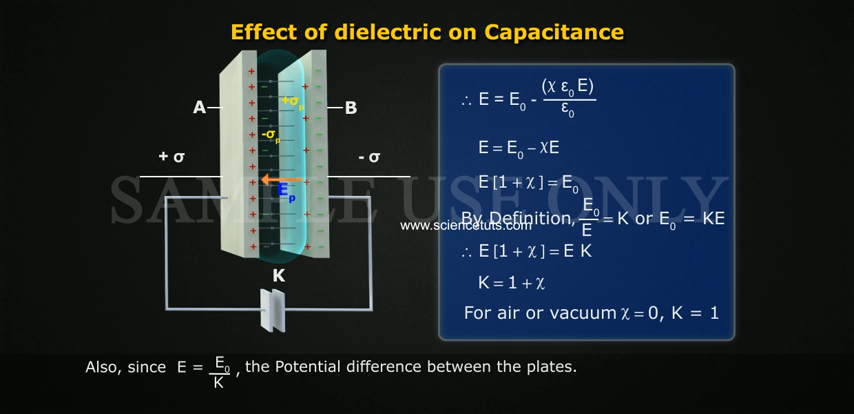 Effect of dielectric on Capacitance
A
B
+σₚ
-σₚ
+ σ
- σ
Eₚ
K
∴ E = E₀ - (χ ε₀ E) / ε₀
E = E₀ – χE
E [1 + χ ] = E₀
By Definition, E₀ / E = K or E₀ = KE
∴ E [1 + χ ] = E K
K = 1 + χ
For air or vacuum χ = 0, K = 1
SAMPLE USE ONLY
www.sciencetuts.com
Also, since E = E₀ / K , the Potential difference between the plates.